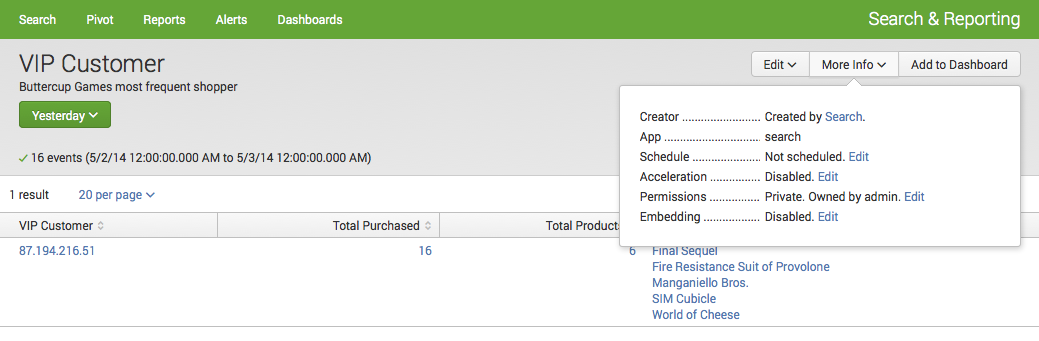 Search Pivot Reports Alerts Dashboards Search & Reporting
VIP Customer
Buttercup Games most frequent shopper
Edit More Info Add to Dashboard
Yesterday
16 events (5/2/14 12:00:00.000 AM to 5/3/14 12:00:00.000 AM)
Creator ........................ Created by Search.
App ............................. search
Schedule ..................... Not scheduled. Edit
Acceleration ................ Disabled. Edit
Permissions ................. Private. Owned by admin. Edit
Embedding ................. Disabled. Edit
1 result 20 per page
VIP Customer Total Purchased Total Products
87.194.216.51 16 6 Final Sequel
Fire Resistance Suit of Provolone
Manganiello Bros.
SIM Cubicle
World of Cheese